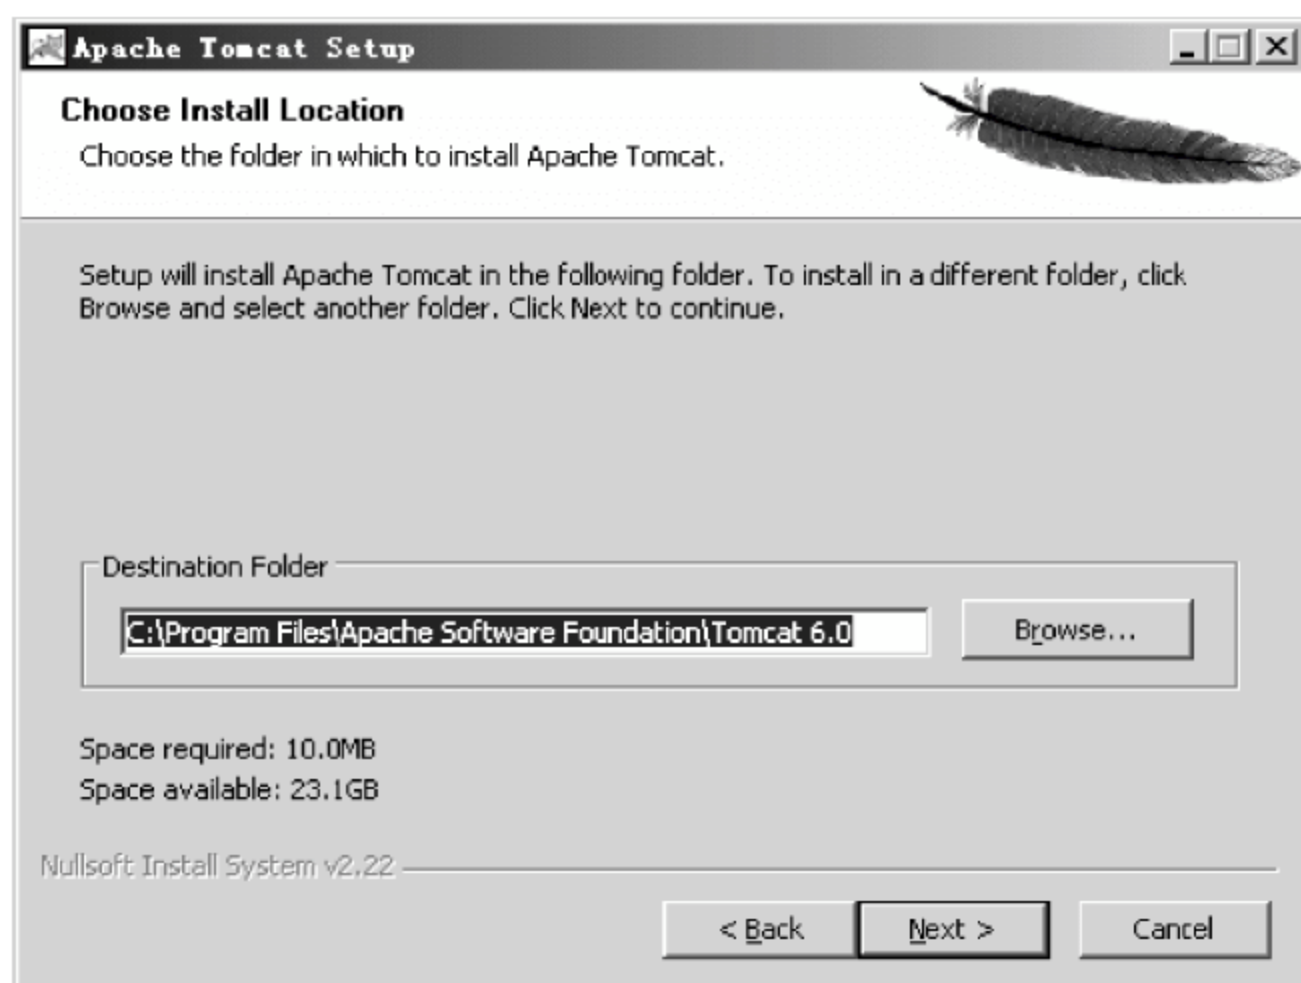 Apache Tomcat Setup
Choose Install Location
Choose the folder in which to install Apache Tomcat.
Setup will install Apache Tomcat in the following folder. To install in a different folder, click
Browse and select another folder. Click Next to continue.
Destination Folder
C:\Program Files\Apache Software Foundation\Tomcat 6.0
Browse...
Space required: 10.0MB
Space available: 23.1GB
Nullsoft Install System v2.22
< Back
Next >
Cancel